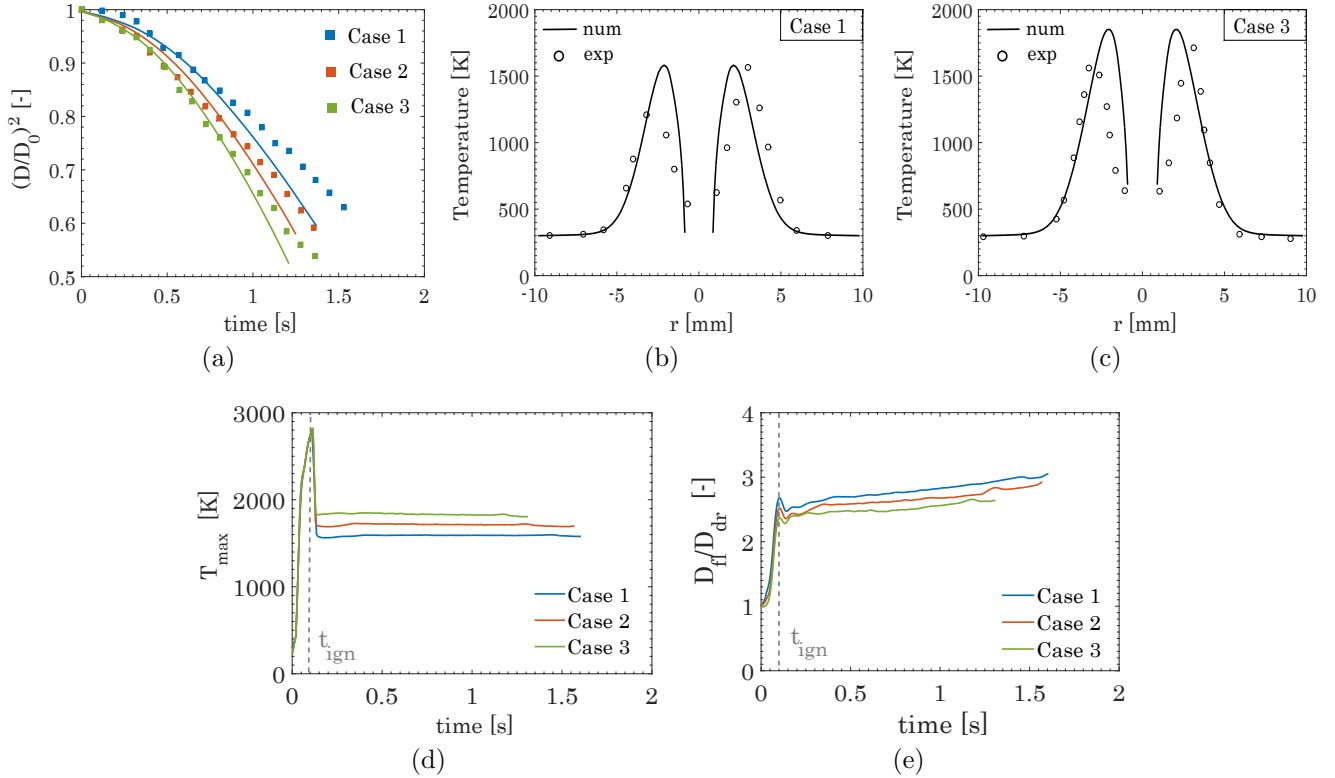 1
0.9
0.8
0.7
0.6
0.5
(D/D0)2 [-]
Case 1
Case 2
Case 3
0 0.5 1 1.5 2
time [s]
(a)
2000
1500
1000
500
0
Temperature [K]
num
exp
Case 1
-10 -5 0 5 10
r [mm]
(b)
2000
1500
1000
500
0
Temperature [K]
num
exp
Case 3
-10 -5 0 5 10
r [mm]
(c)
3000
2000
1000
0
Tmax [K]
tign
Case 1
Case 2
Case 3
0 0.5 1 1.5 2
time [s]
(d)
4
3
2
1
0
Dfl/Ddr [-]
tign
Case 1
Case 2
Case 3
0 0.5 1 1.5 2
time [s]
(e)